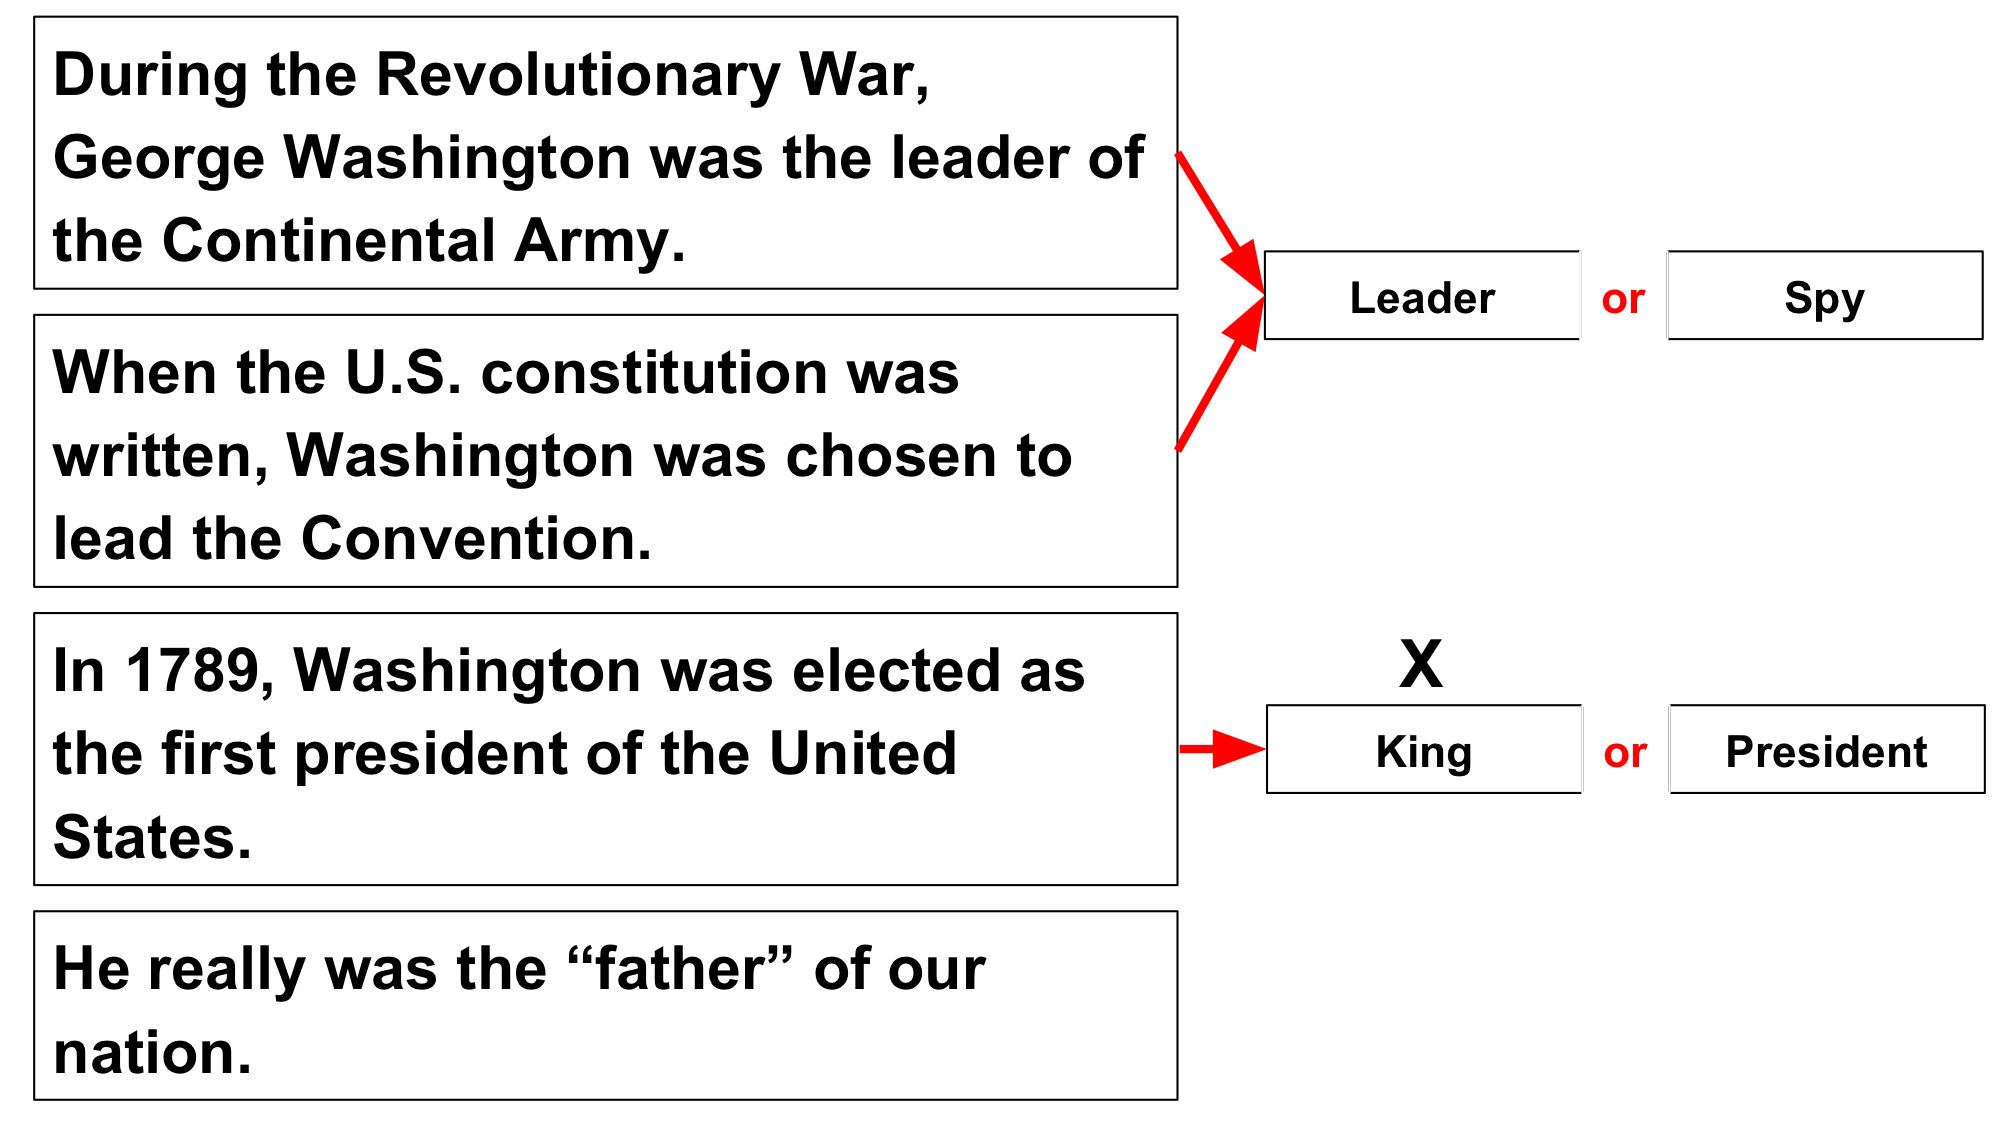 During the Revolutionary War,
George Washington was the leader of
the Continental Army.
Leader or Spy
When the U.S. constitution was
written, Washington was chosen to
lead the Convention.
In 1789, Washington was elected as
the first president of the United
States.
X
King or President
He really was the “father” of our
nation.